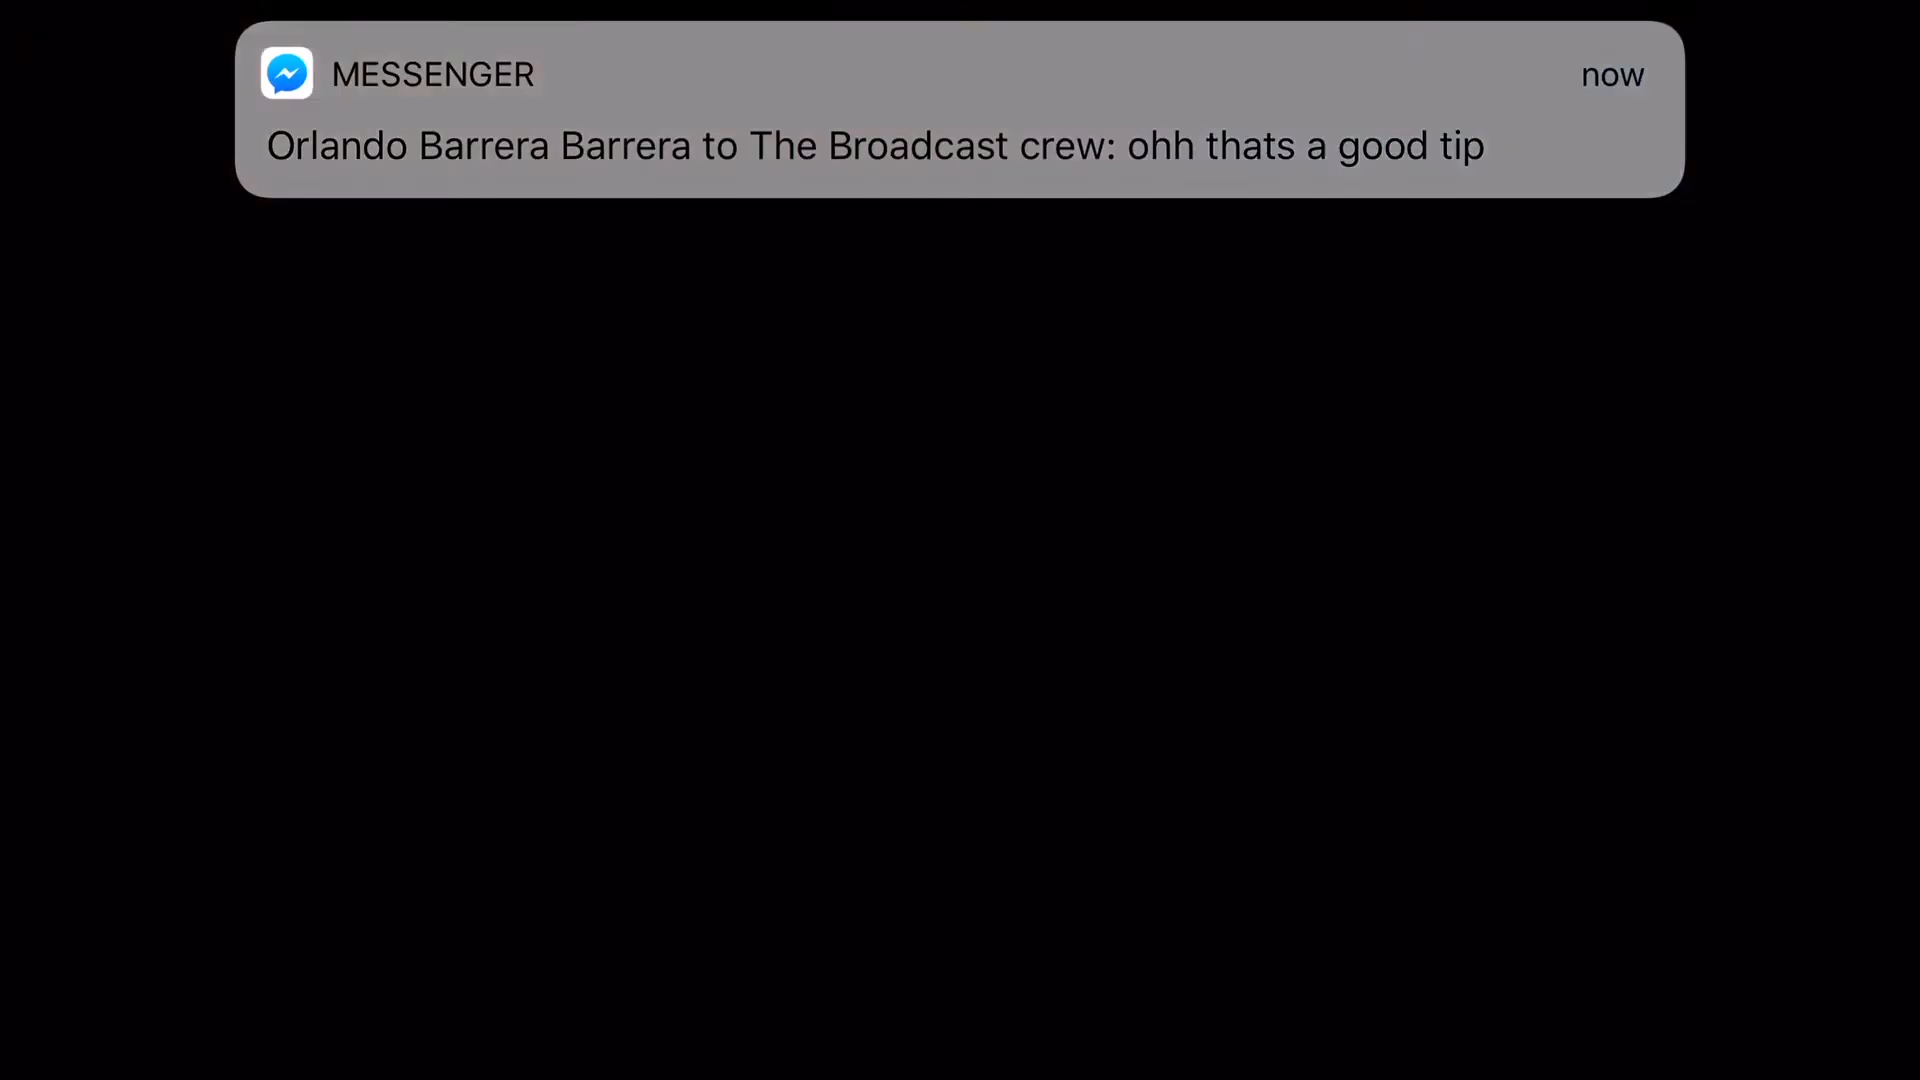 MESSENGER now
Orlando Barrera Barrera to The Broadcast crew: ohh thats a good tip